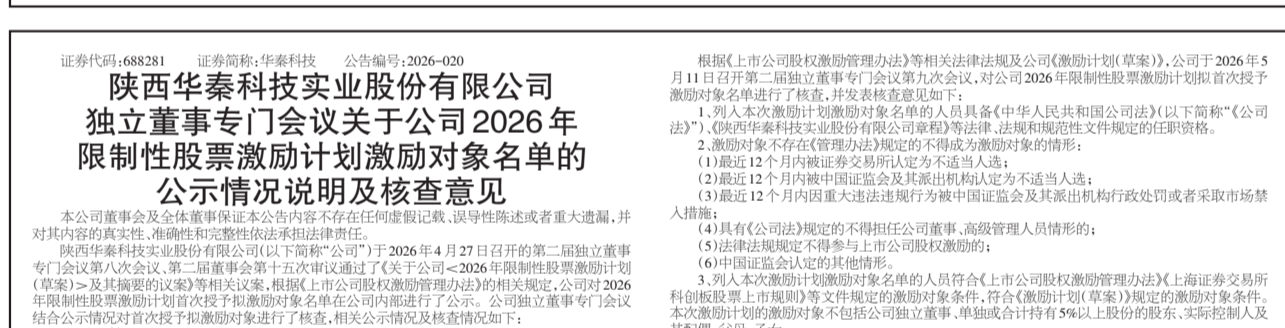 证券代码:688281 证券简称:华秦科技 公告编号:2026-020
陕西华秦科技实业股份有限公司
独立董事专门会议关于公司2026年
限制性股票激励计划激励对象名单的
公示情况说明及核查意见
本公司董事会及全体董事保证本公告内容不存在任何虚假记载、误导性陈述或者重大遗漏,并
对其内容的真实性、准确性和完整性依法承担法律责任。
陕西华秦科技实业股份有限公司(以下简称“公司”)于2026年4月27日召开的第二届独立董事
专门会议第八次会议、第二届董事会第十五次审议通过了《关于公司<2026年限制性股票激励计划
(草案)>及其摘要的议案》等相关议案,根据《上市公司股权激励管理办法》的相关规定,公司对2026
年限制性股票激励计划首次授予拟激励对象名单在公司内部进行了公示。公司独立董事专门会议
结合公示情况对首次授予拟激励对象进行了核查,相关公示情况及核查情况如下:
根据《上市公司股权激励管理办法》等相关法律法规及公司《激励计划(草案)》,公司于2026年5
月11日召开第二届独立董事专门会议第九次会议,对公司2026年限制性股票激励计划拟首次授予
激励对象名单进行了核查,并发表核查意见如下:
1、列入本次激励计划激励对象名单的人员具备《中华人民共和国公司法》(以下简称“《公司
法》”)、《陕西华秦科技实业股份有限公司章程》等法律、法规和规范性文件规定的任职资格。
2、激励对象不存在《管理办法》规定的不得成为激励对象的情形:
(1)最近12个月内被证券交易所认定为不适当人选;
(2)最近12个月内被中国证监会及其派出机构认定为不适当人选;
(3)最近12个月内因重大违法违规行为被中国证监会及其派出机构行政处罚或者采取市场禁
入措施;
(4)具有《公司法》规定的不得担任公司董事、高级管理人员情形的;
(5)法律法规规定不得参与上市公司股权激励的;
(6)中国证监会认定的其他情形。
3、列入本次激励计划激励对象名单的人员符合《上市公司股权激励管理办法》《上海证券交易所
科创板股票上市规则》等文件规定的激励对象条件,符合《激励计划(草案)》规定的激励对象条件。
本次激励计划的激励对象不包括公司独立董事、单独或合计持有5%以上股份的股东、实际控制人及